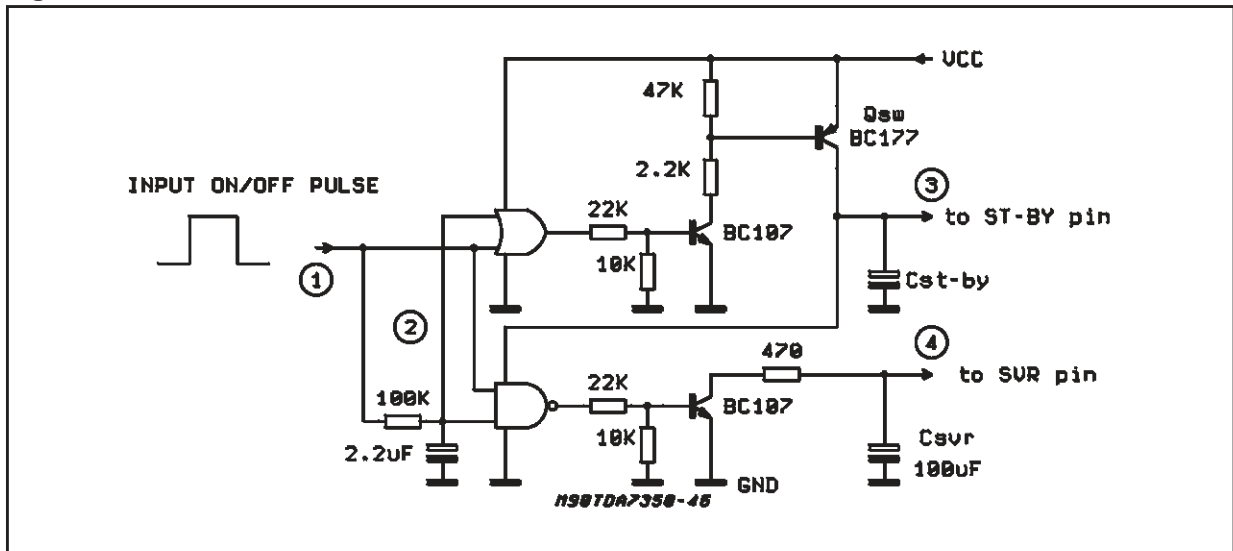 VCC
47K
Qsw
BC177
INPUT ON/OFF PULSE
2.2K
3
to ST-BY pin
22K
BC107
1
10K
Cst-by
2
4
470
to SVR pin
100K
22K
BC107
2.2uF
10K
Csvr
100uF
GND
M90TDA7350-46